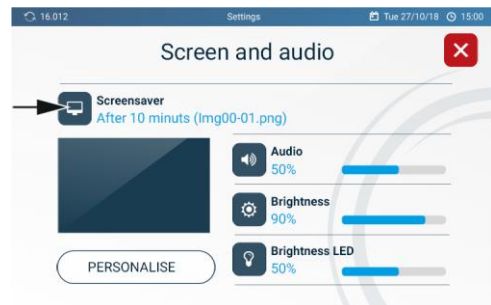 16.012 Settings Tue 27/10/18 15:00
Screen and audio
Screensaver
After 10 minuts (Img00-01.png)
Audio
50%
Brightness
90%
Brightness LED
50%
PERSONALISE